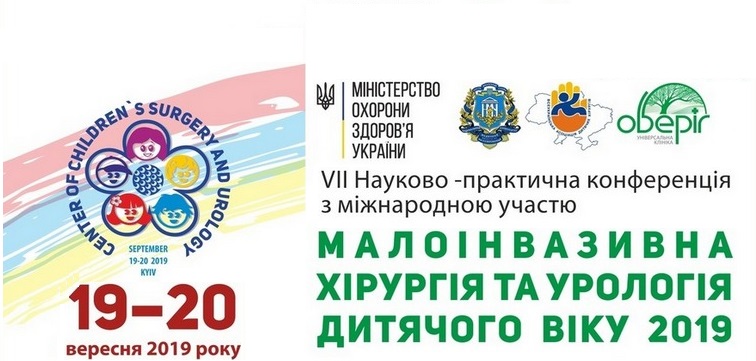 CENTER OF CHILDREN`S SURGERY AND UROLOGY
SEPTEMBER
19-20 2019
KYIV
19–20
вересня 2019 року
МІНІСТЕРСТВО
ОХОРОНИ
ЗДОРОВ'Я
УКРАЇНИ
оберіг
УНІВЕРСАЛЬНА
КЛІНІКА
VII Науково -практична конференція
з міжнародною участю
МАЛОІНВАЗИВНА
ХІРУРГІЯ ТА УРОЛОГІЯ
ДИТЯЧОГО ВІКУ 2019